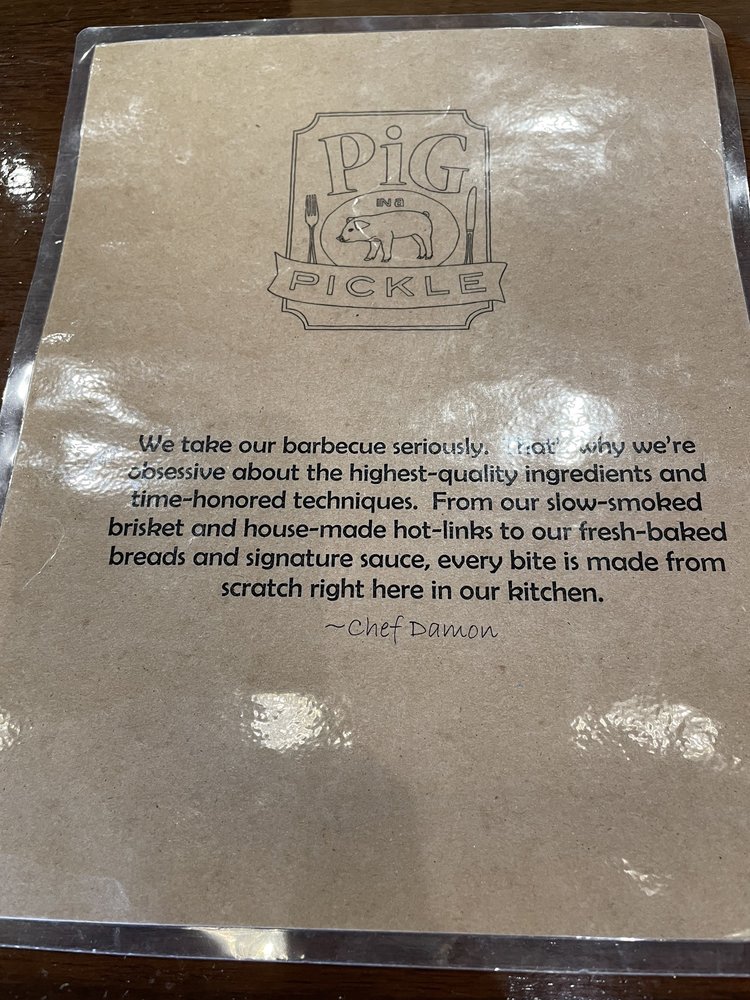 PiG
IN a
PICKLE
We take our barbecue seriously. That's why we're
obsessive about the highest-quality ingredients and
time-honored techniques. From our slow-smoked
brisket and house-made hot-links to our fresh-baked
breads and signature sauce, every bite is made from
scratch right here in our kitchen.
~Chef Damon